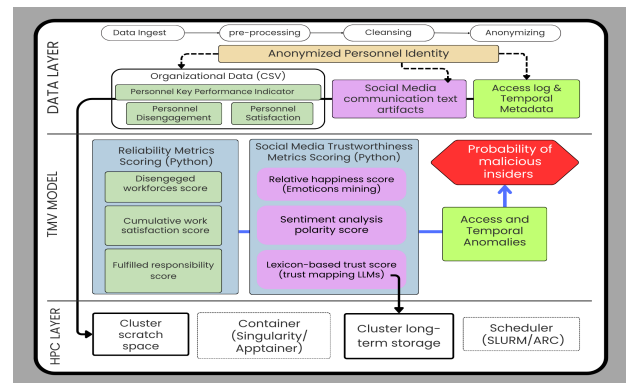 Data Ingest
pre-processing
Cleansing
Anonymizing
DATA LAYER
Anonymized Personnel Identity
Organizational Data (CSV)
Personnel Key Performance Indicator
Personnel
Disengagement
Personnel
Satisfaction
Social Media
communication text
artifacts
Access log &
Temporal
Metadata
TMV MODEL
Reliability Metrics
Scoring (Python)
Disengeged
workforces score
Cumulative work
satisfaction score
Fulfilled responsibility
score
Social Media Trustworthiness
Metrics Scoring (Python)
Relative happiness score
(Emoticons mining)
Sentiment analysis
polarity score
Lexicon-based trust score
(trust mapping LLMs)
Probability of
malicious
insiders
Access and
Temporal
Anomalies
HPC LAYER
Cluster
scratch
space
Container
(Singularity/
Apptainer)
Cluster long-
term storage
Scheduler
(SLURM/ARC)